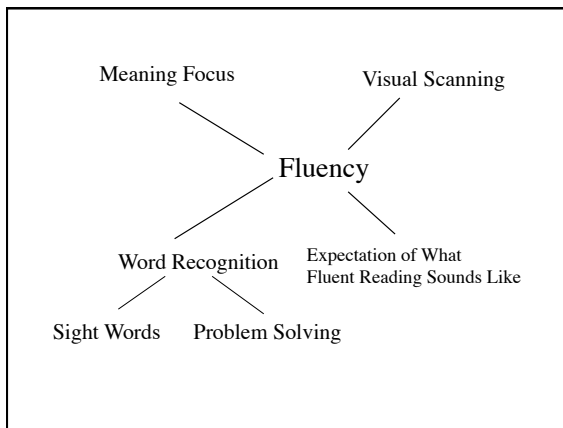 Meaning Focus
Visual Scanning
Fluency
Word Recognition
Expectation of What
Fluent Reading Sounds Like
Sight Words
Problem Solving